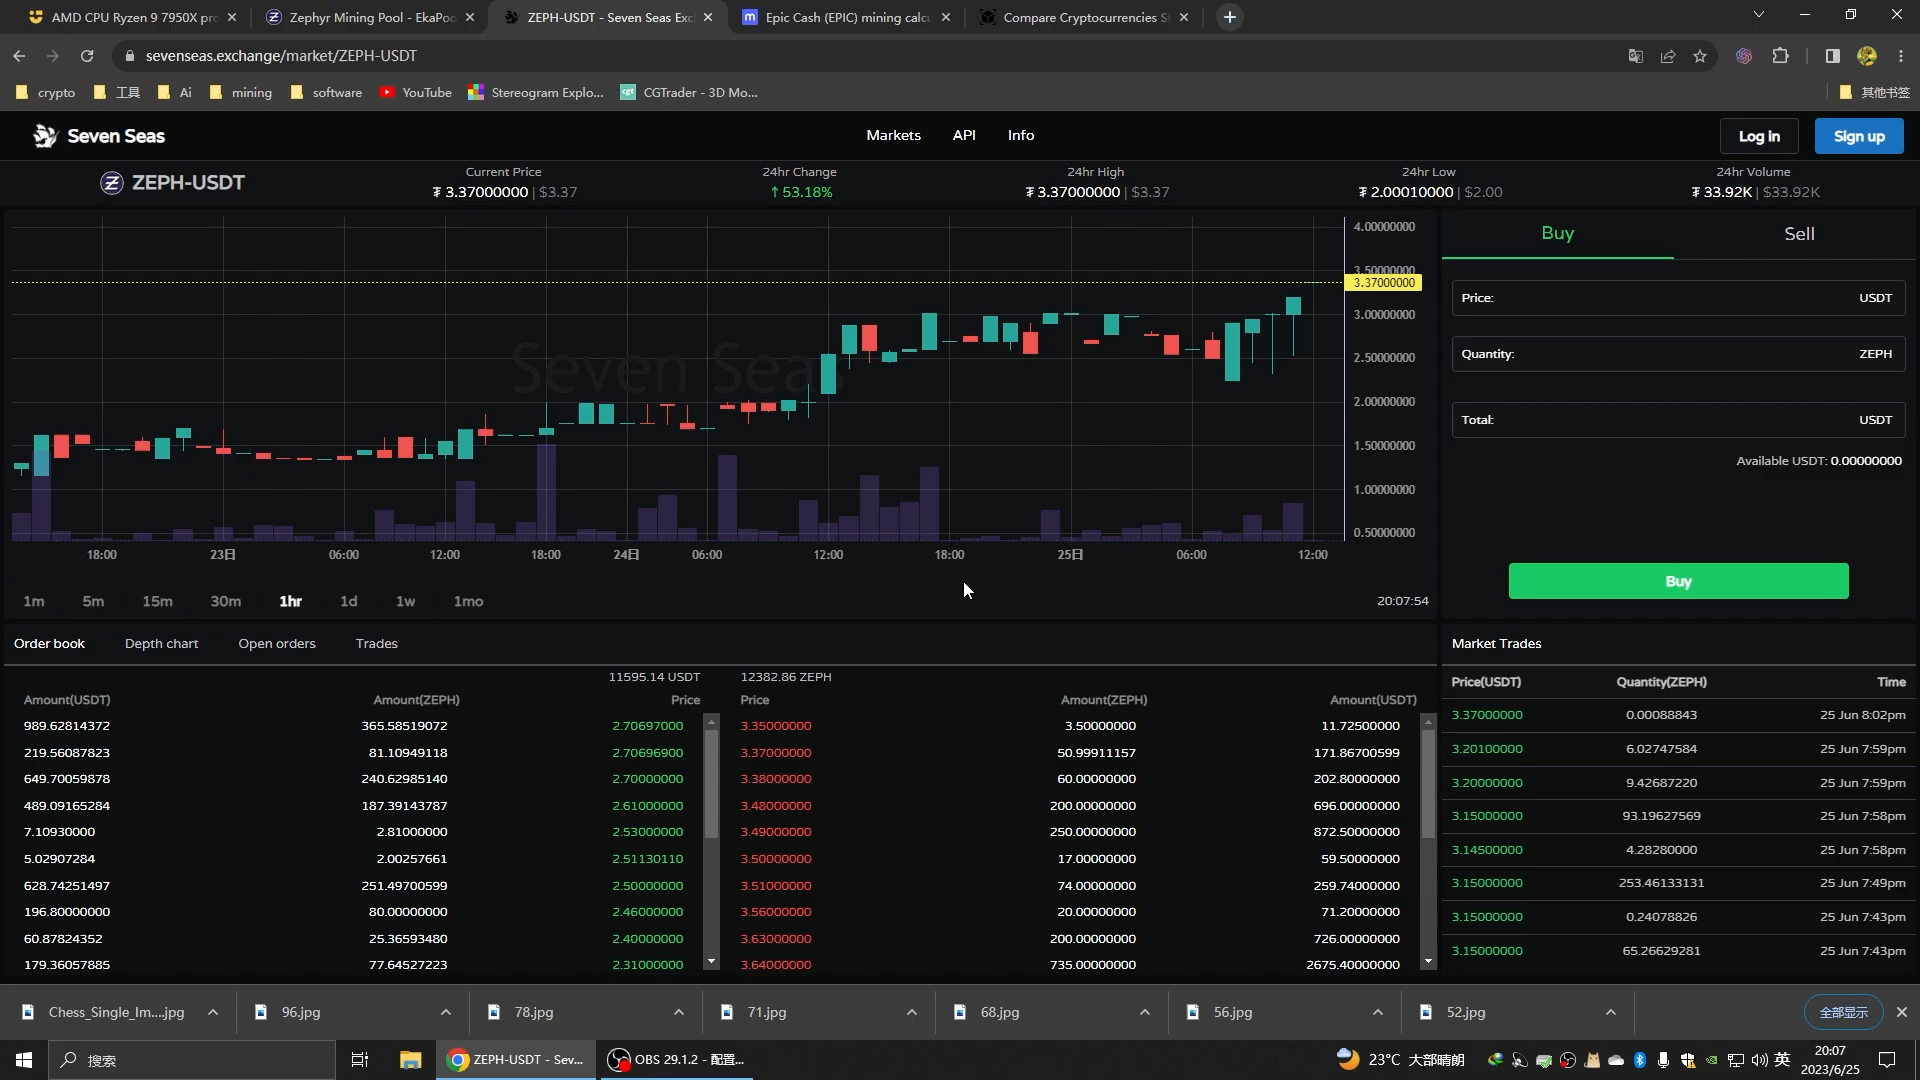 AMD CPU Ryzen 9 7950X pro
Zephyr Mining Pool - EkaPoo
ZEPH-USDT - Seven Seas Exc
Epic Cash (EPIC) mining calcu
Compare Cryptocurrencies St
sevenseas.exchange/market/ZEPH-USDT
crypto 工具 Ai mining software YouTube Stereogram Explo... CGTrader - 3D Mo... 其他书签
Seven Seas
Markets API Info
Log in Sign up
ZEPH-USDT
Current Price 24hr Change 24hr High 24hr Low 24hr Volume
₮ 3.37000000 | $3.37 ↑ 53.18% ₮ 3.37000000 | $3.37 ₮ 2.00010000 | $2.00 ₮ 33.92K | $33.92K
Seven Seas
4.00000000
3.50000000
3.37000000
3.00000000
2.50000000
2.00000000
1.50000000
1.00000000
0.50000000
18:00 23日 06:00 12:00 18:00 24日 06:00 12:00 18:00 25日 06:00 12:00
1m 5m 15m 30m 1hr 1d 1w 1mo 20:07:54
Buy Sell
Price: USDT
Quantity: ZEPH
Total: USDT
Available USDT: 0.00000000
Buy
Order book Depth chart Open orders Trades
11595.14 USDT 12382.86 ZEPH
Amount(USDT) Amount(ZEPH) Price Price Amount(ZEPH) Amount(USDT)
989.62814372 365.58519072 2.70697000 3.35000000 3.50000000 11.72500000
219.56087823 81.10949118 2.70696900 3.37000000 50.99911157 171.86700599
649.70059878 240.62985140 2.70000000 3.38000000 60.00000000 202.80000000
489.09165284 187.39143787 2.61000000 3.48000000 200.00000000 696.00000000
7.10930000 2.81000000 2.53000000 3.49000000 250.00000000 872.50000000
5.02907284 2.00257661 2.51130110 3.50000000 17.00000000 59.50000000
628.74251497 251.49700599 2.50000000 3.51000000 74.00000000 259.74000000
196.80000000 80.00000000 2.46000000 3.56000000 20.00000000 71.20000000
60.87824352 25.36593480 2.40000000 3.63000000 200.00000000 726.00000000
179.36057885 77.64527223 2.31000000 3.64000000 735.00000000 2675.40000000
Market Trades
Price(USDT) Quantity(ZEPH) Time
3.37000000 0.00088843 25 Jun 8:02pm
3.20100000 6.02747584 25 Jun 7:59pm
3.20000000 9.42687220 25 Jun 7:59pm
3.15000000 93.19627569 25 Jun 7:58pm
3.14500000 4.28280000 25 Jun 7:58pm
3.15000000 253.46133131 25 Jun 7:49pm
3.15000000 0.24078826 25 Jun 7:43pm
3.15000000 65.26629281 25 Jun 7:43pm
Chess_Single_Im....jpg 96.jpg 78.jpg 71.jpg 68.jpg 56.jpg 52.jpg 全部显示
搜索 ZEPH-USDT - Sev... OBS 29.1.2 - 配置... 23°C 大部晴朗 英 20:07
2023/6/25